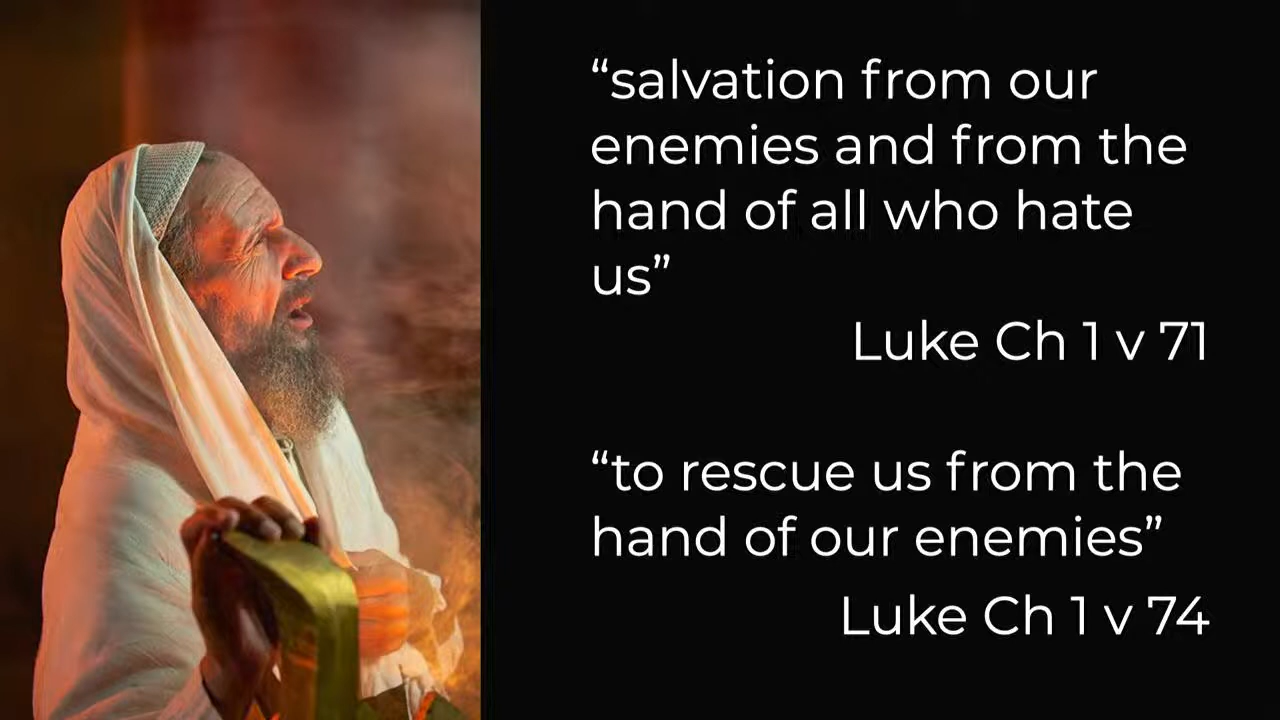 “salvation from our
enemies and from the
hand of all who hate
us”
Luke Ch 1 v 71
“to rescue us from the
hand of our enemies”
Luke Ch 1 v 74